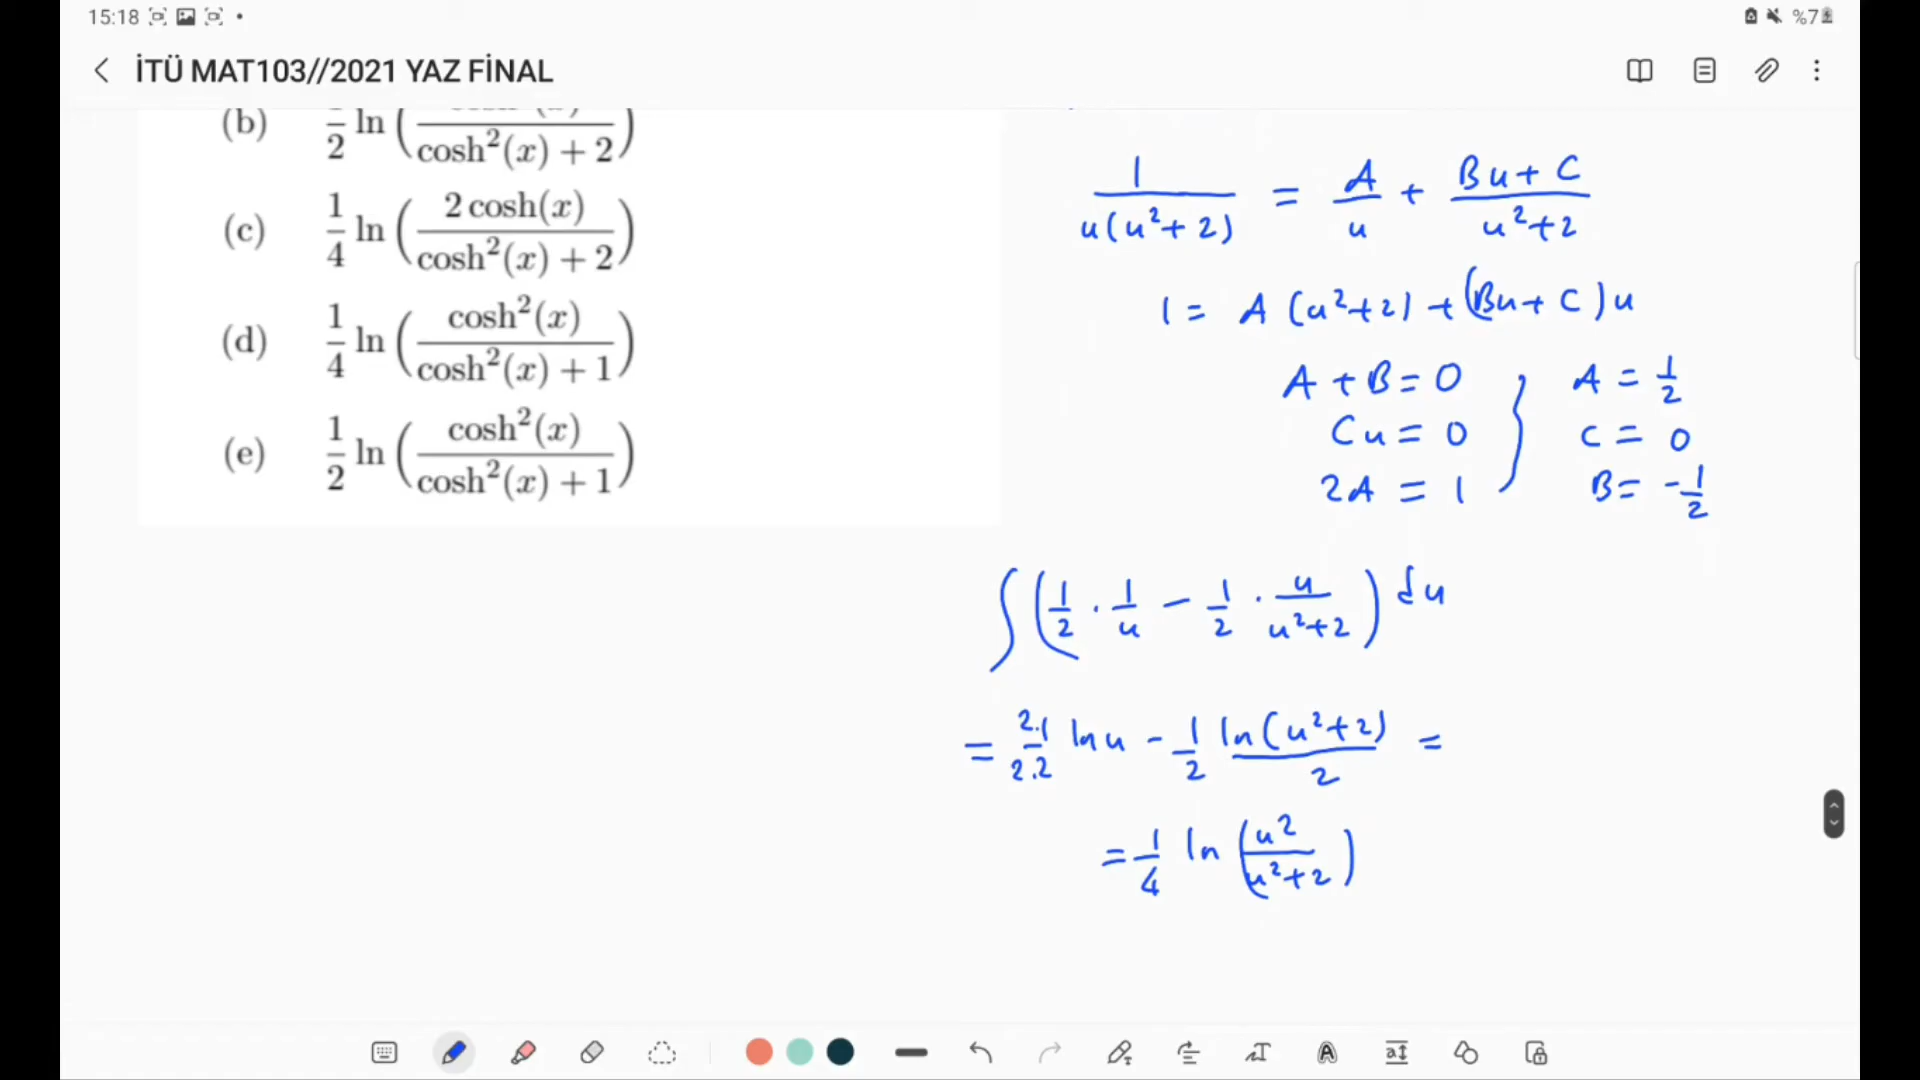 15:18 %7
İTÜ MAT103//2021 YAZ FİNAL
(b) 1/2 ln ( / cosh²(x) + 2)
(c) 1/4 ln (2 cosh(x) / cosh²(x) + 2)
(d) 1/4 ln (cosh²(x) / cosh²(x) + 1)
(e) 1/2 ln (cosh²(x) / cosh²(x) + 1)
1 / u(u²+2) = A/u + Bu+C / u²+2
1 = A (u²+2) + (Bu+C)u
A + B = 0 A = 1/2
Cu = 0 C = 0
2A = 1 B = -1/2
∫ (1/2 · 1/u − 1/2 · u / u²+2) du
= 2.1/2.2 ln u − 1/2 ln(u²+2) / 2 =
= 1/4 ln (u² / u²+2)